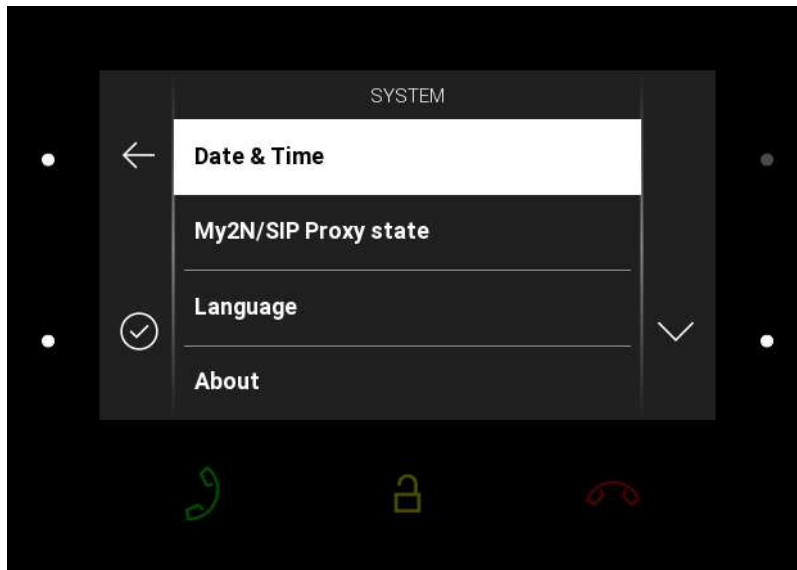 SYSTEM
Date & Time
My2N/SIP Proxy state
Language
About